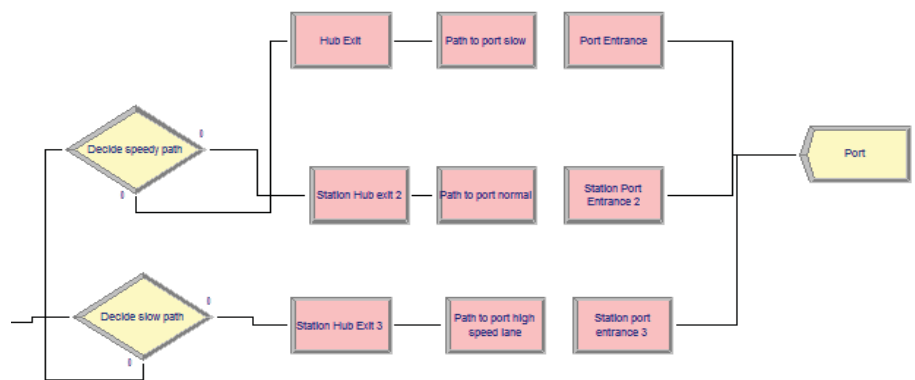 Hub Exit
Path to port slow
Port Entrance
0
Decide speedy path
Port
0
Station Hub exit 2
Path to port normal
Station Port
Entrance 2
0
Decide slow path
Station Hub Exit 3
Path to port high
speed lane
Station port
entrance 3
0